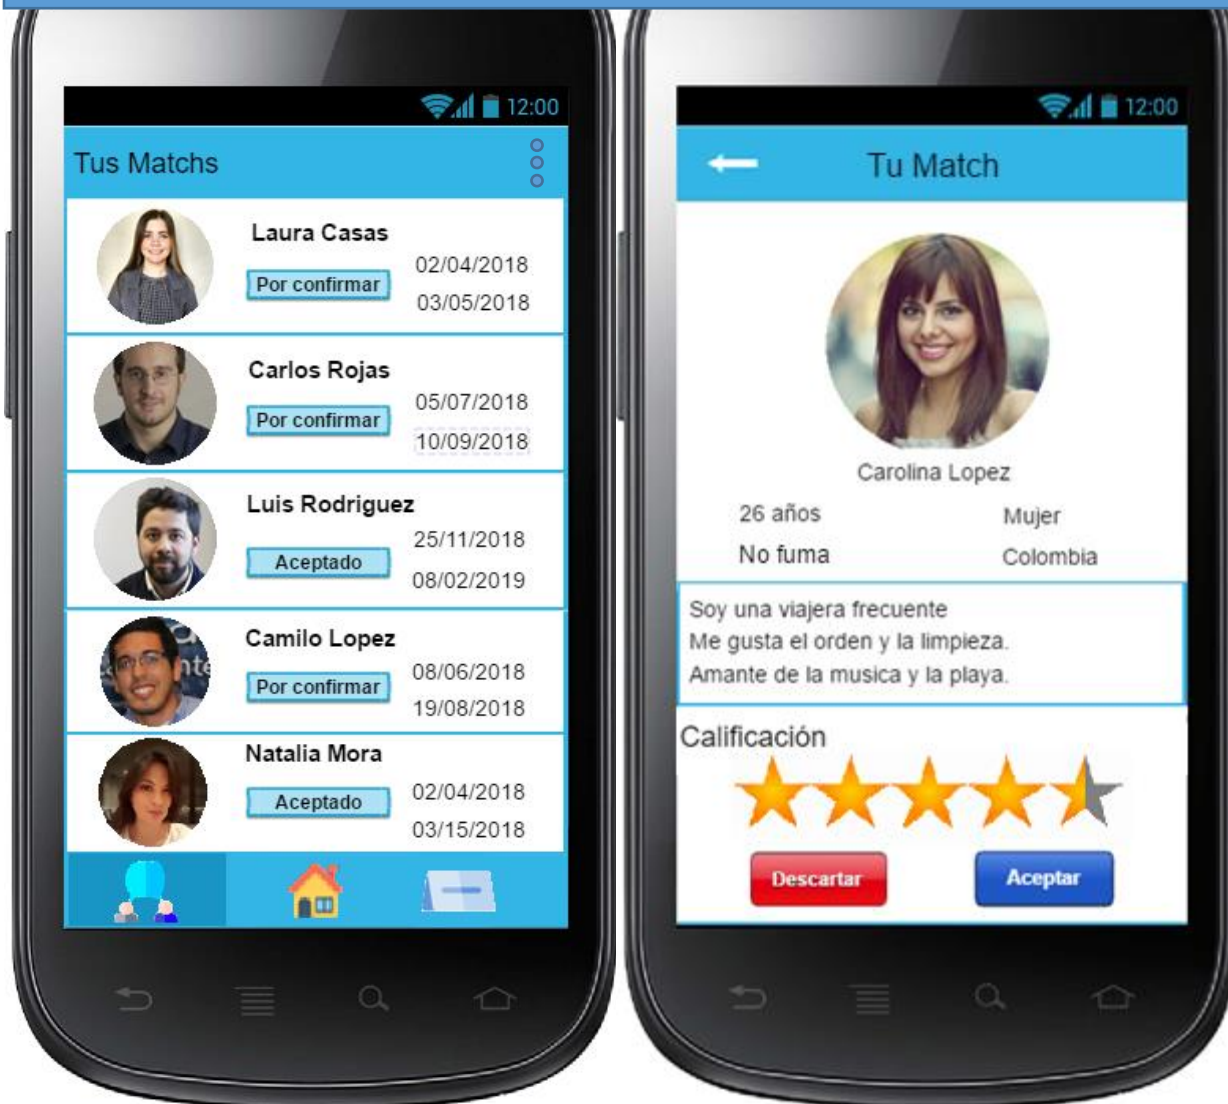 12:00
Tus Matchs
Laura Casas
Por confirmar
02/04/2018
03/05/2018
Carlos Rojas
Por confirmar
05/07/2018
10/09/2018
Luis Rodriguez
Aceptado
25/11/2018
08/02/2019
Camilo Lopez
Por confirmar
08/06/2018
19/08/2018
Natalia Mora
Aceptado
02/04/2018
03/15/2018
12:00
Tu Match
Carolina Lopez
26 años
Mujer
No fuma
Colombia
Soy una viajera frecuente
Me gusta el orden y la limpieza.
Amante de la musica y la playa.
Calificación
Descartar
Aceptar